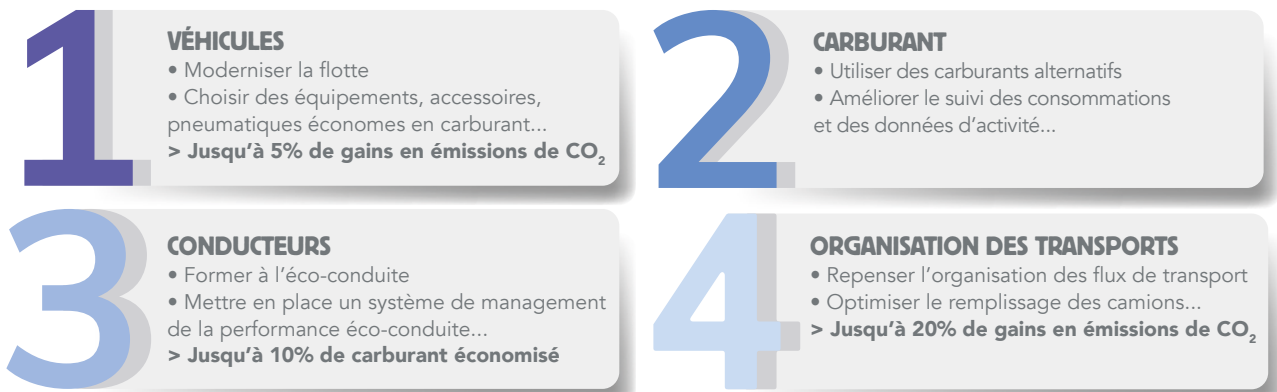 1
VÉHICULES
• Moderniser la flotte
• Choisir des équipements, accessoires,
pneumatiques économes en carburant...
> Jusqu'à 5% de gains en émissions de CO₂
2
CARBURANT
• Utiliser des carburants alternatifs
• Améliorer le suivi des consommations
et des données d'activité...
3
CONDUCTEURS
• Former à l'éco-conduite
• Mettre en place un système de management
de la performance éco-conduite...
> Jusqu'à 10% de carburant économisé
4
ORGANISATION DES TRANSPORTS
• Repenser l'organisation des flux de transport
• Optimiser le remplissage des camions...
> Jusqu'à 20% de gains en émissions de CO₂